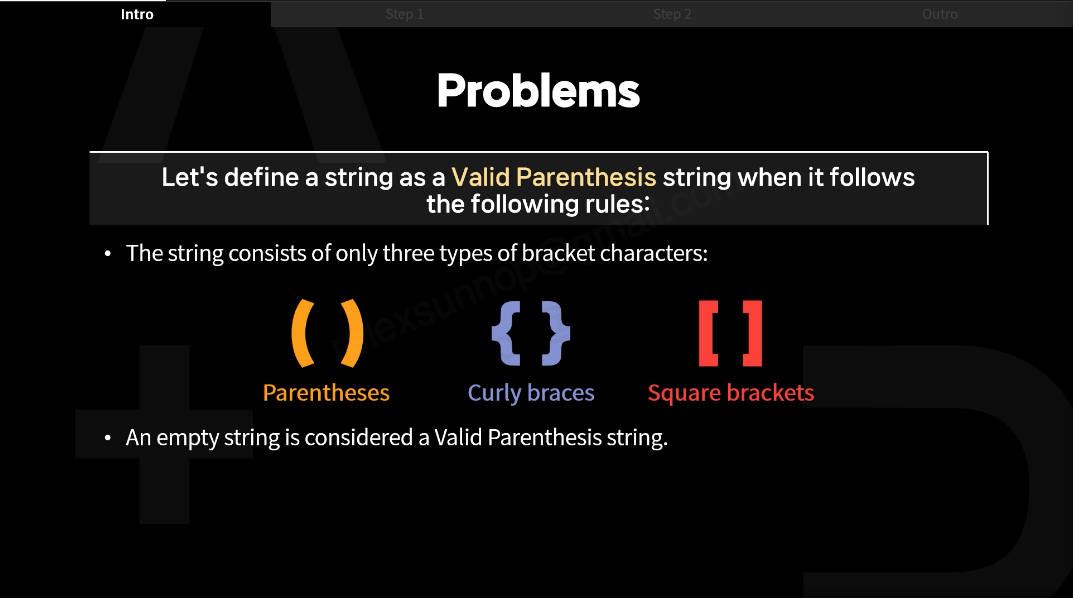 Intro
Step 1
Step 2
Outro
Problems
Let's define a string as a Valid Parenthesis string when it follows
the following rules:
• The string consists of only three types of bracket characters:
( ) { } [ ]
Parentheses Curly braces Square brackets
• An empty string is considered a Valid Parenthesis string.